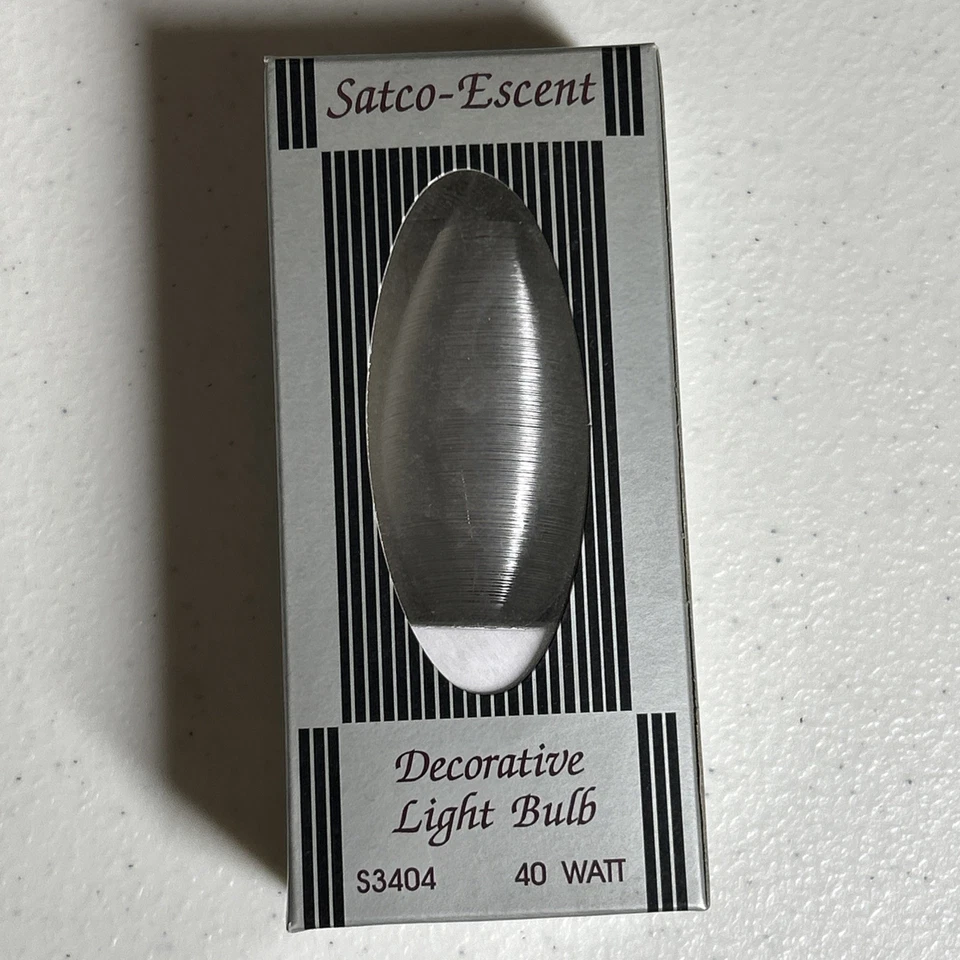 Satco-Escent
Decorative
Light Bulb
S3404 40 WATT